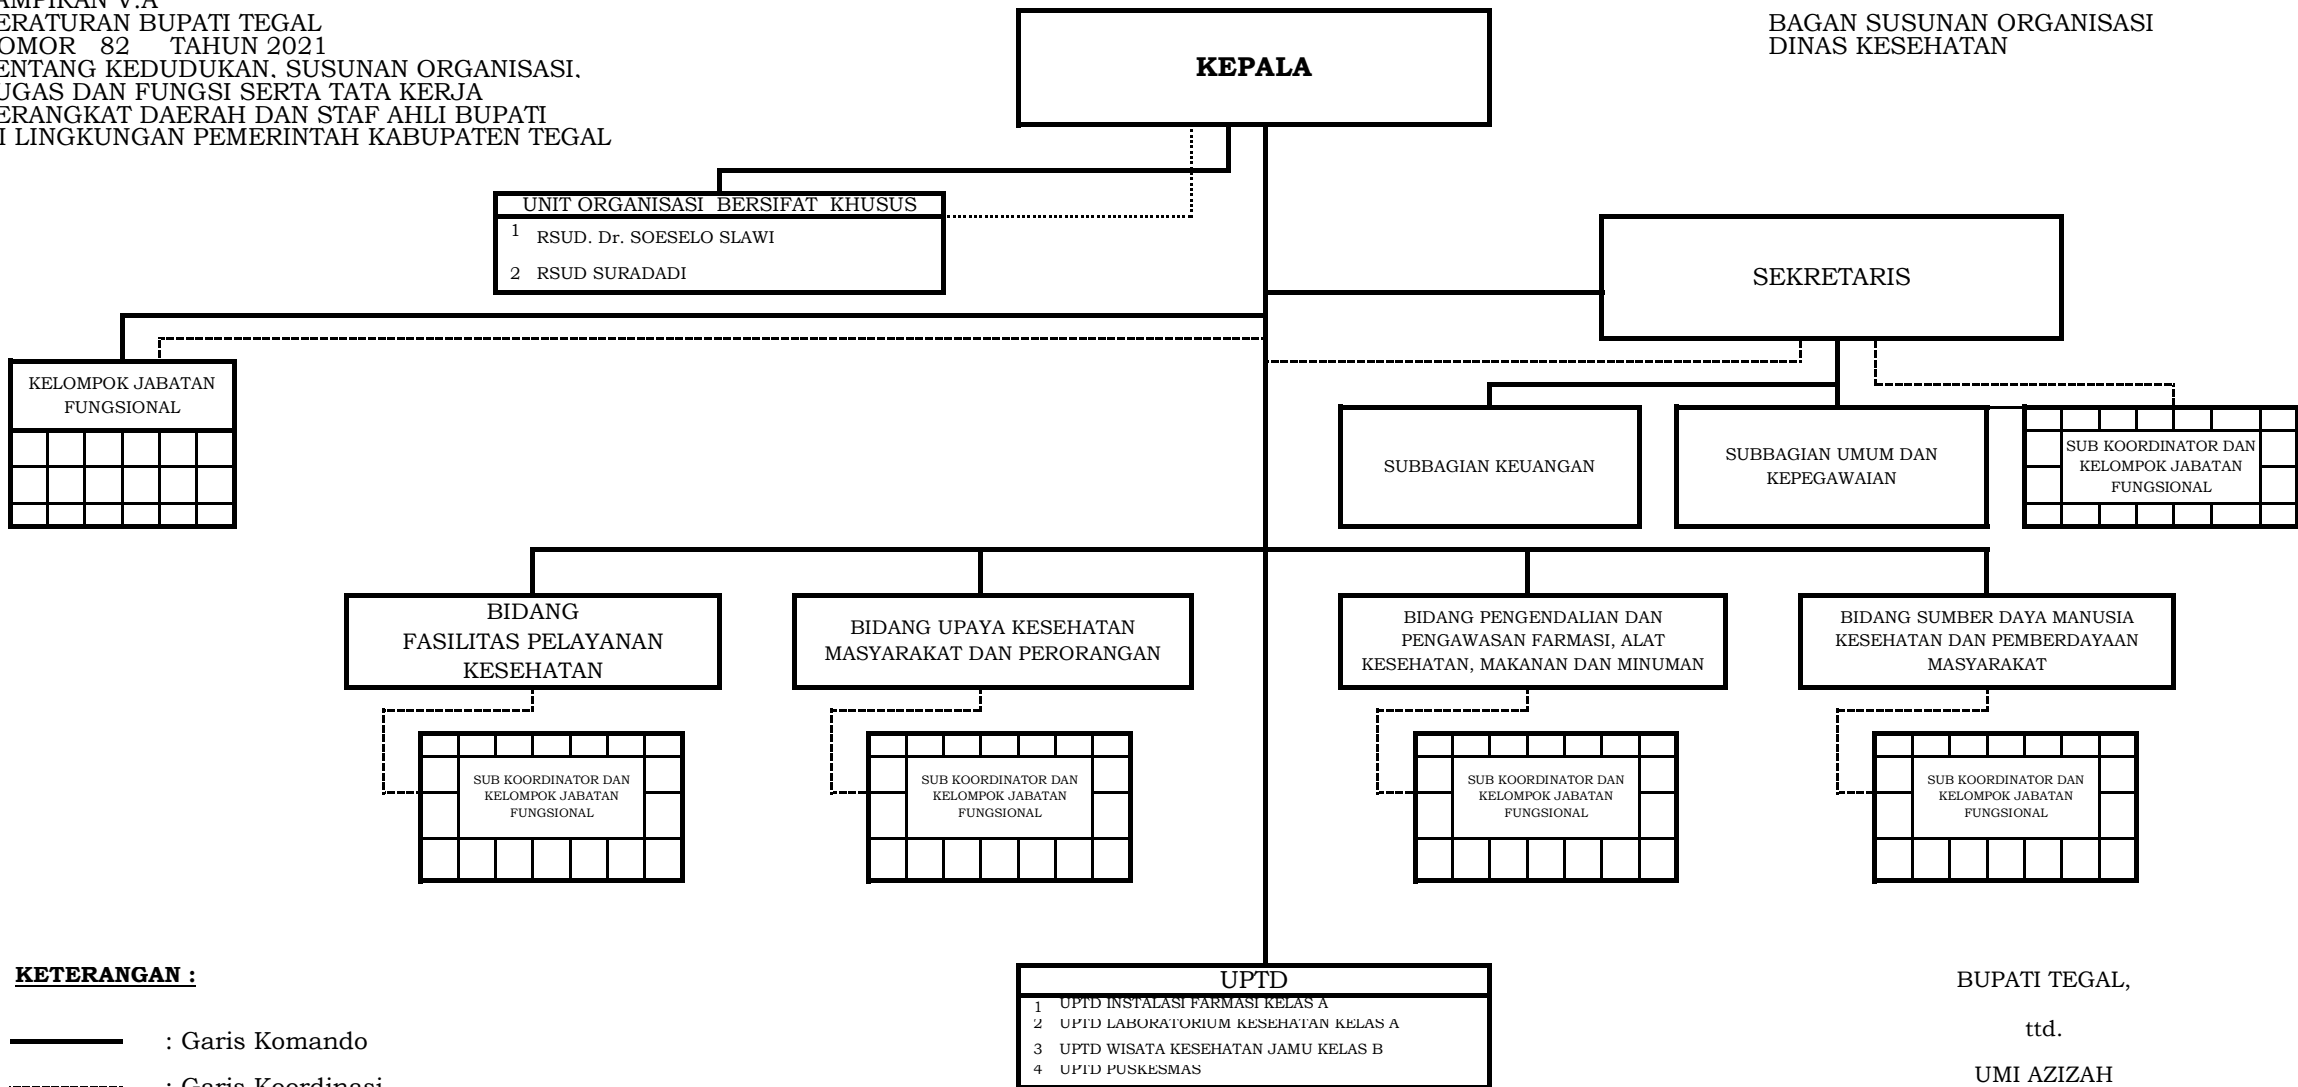 AMPIRAN V.A
ERATURAN BUPATI TEGAL
OMOR 82 TAHUN 2021
ENTANG KEDUDUKAN, SUSUNAN ORGANISASI,
UGAS DAN FUNGSI SERTA TATA KERJA
ERANGKAT DAERAH DAN STAF AHLI BUPATI
I LINGKUNGAN PEMERINTAH KABUPATEN TEGAL
BAGAN SUSUNAN ORGANISASI
DINAS KESEHATAN
KEPALA
UNIT ORGANISASI BERSIFAT KHUSUS
1 RSUD. Dr. SOESELO SLAWI
2 RSUD SURADADI
SEKRETARIS
KELOMPOK JABATAN
FUNGSIONAL
SUBBAGIAN KEUANGAN
SUBBAGIAN UMUM DAN
KEPEGAWAIAN
SUB KOORDINATOR DAN
KELOMPOK JABATAN
FUNGSIONAL
BIDANG
FASILITAS PELAYANAN
KESEHATAN
BIDANG UPAYA KESEHATAN
MASYARAKAT DAN PERORANGAN
BIDANG PENGENDALIAN DAN
PENGAWASAN FARMASI, ALAT
KESEHATAN, MAKANAN DAN MINUMAN
BIDANG SUMBER DAYA MANUSIA
KESEHATAN DAN PEMBERDAYAAN
MASYARAKAT
SUB KOORDINATOR DAN
KELOMPOK JABATAN
FUNGSIONAL
SUB KOORDINATOR DAN
KELOMPOK JABATAN
FUNGSIONAL
SUB KOORDINATOR DAN
KELOMPOK JABATAN
FUNGSIONAL
SUB KOORDINATOR DAN
KELOMPOK JABATAN
FUNGSIONAL
KETERANGAN :
: Garis Komando
: Garis Koordinasi
UPTD
1 UPTD INSTALASI FARMASI KELAS A
2 UPTD LABORATORIUM KESEHATAN KELAS A
3 UPTD WISATA KESEHATAN JAMU KELAS B
4 UPTD PUSKESMAS
BUPATI TEGAL,
ttd.
UMI AZIZAH